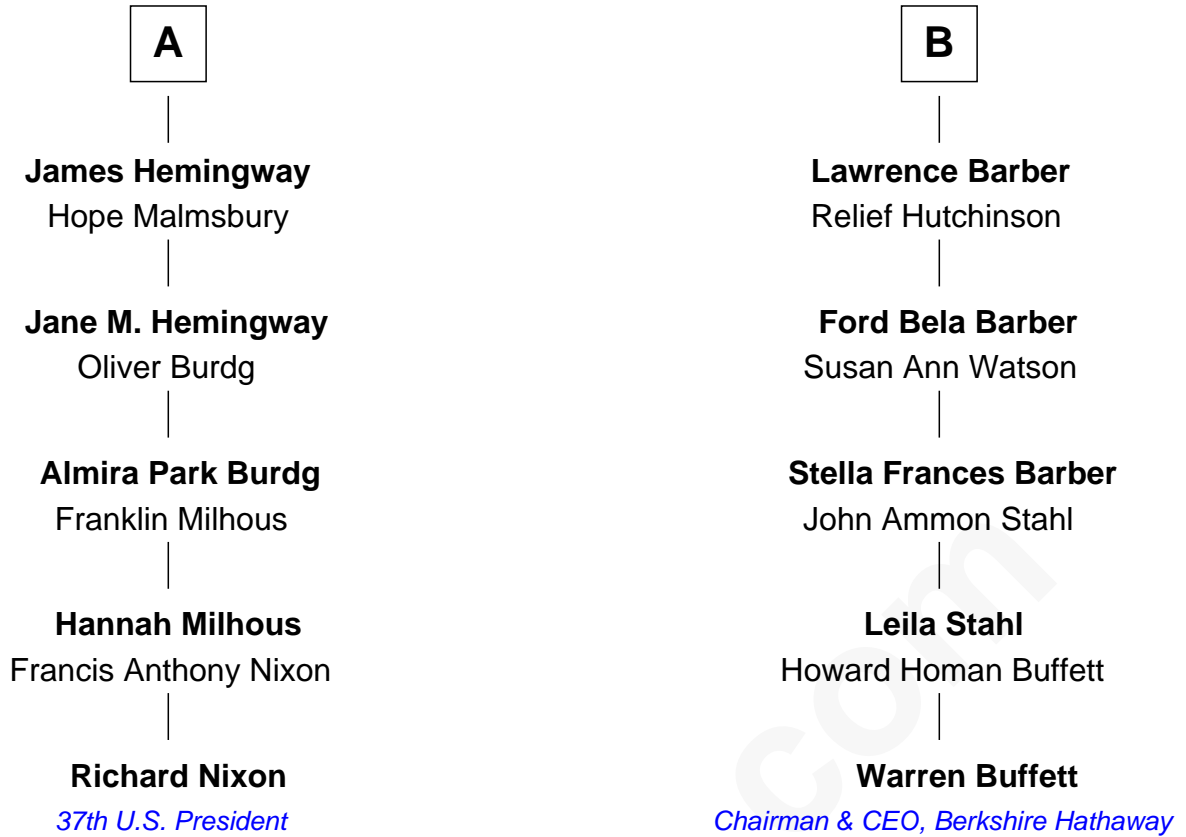 A
James Hemingway
Hope Malmsbury
Jane M. Hemingway
Oliver Burdg
Almira Park Burdg
Franklin Milhous
Hannah Milhous
Francis Anthony Nixon
Richard Nixon
37th U.S. President
B
Lawrence Barber
Relief Hutchinson
Ford Bela Barber
Susan Ann Watson
Stella Frances Barber
John Ammon Stahl
Leila Stahl
Howard Homan Buffett
Warren Buffett
Chairman & CEO, Berkshire Hathaway
com